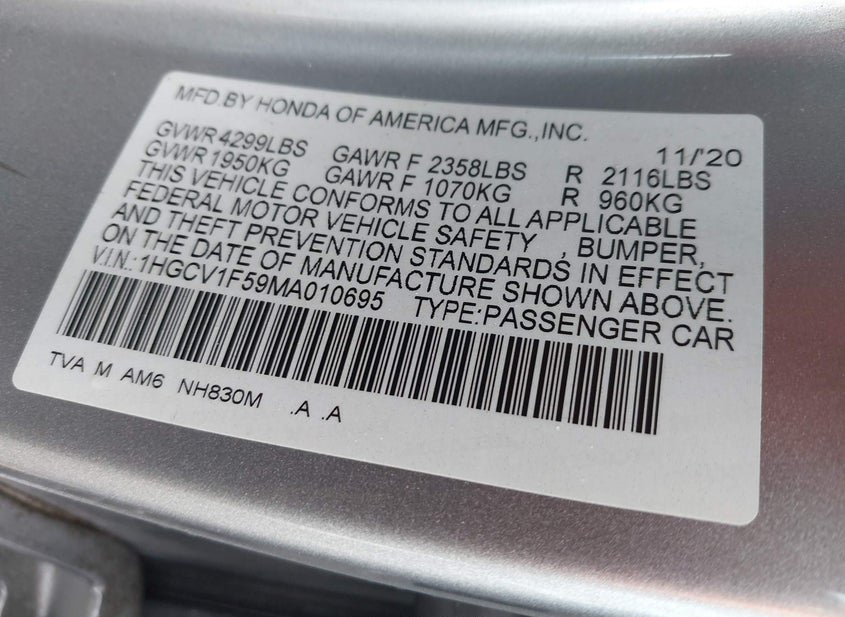 MFD.BY HONDA OF AMERICA MFG.,INC.
11/'20
GVWR 4299LBS GAWR F 2358LBS R 2116LBS
GVWR 1950KG GAWR F 1070KG R 960KG
THIS VEHICLE CONFORMS TO ALL APPLICABLE
FEDERAL MOTOR VEHICLE SAFETY , BUMPER,
AND THEFT PREVENTION STANDARDS IN EFFECT
ON THE DATE OF MANUFACTURE SHOWN ABOVE.
V.I.N.:1HGCV1F59MA010695 TYPE:PASSENGER CAR
TVA M AM6 NH830M .A .A